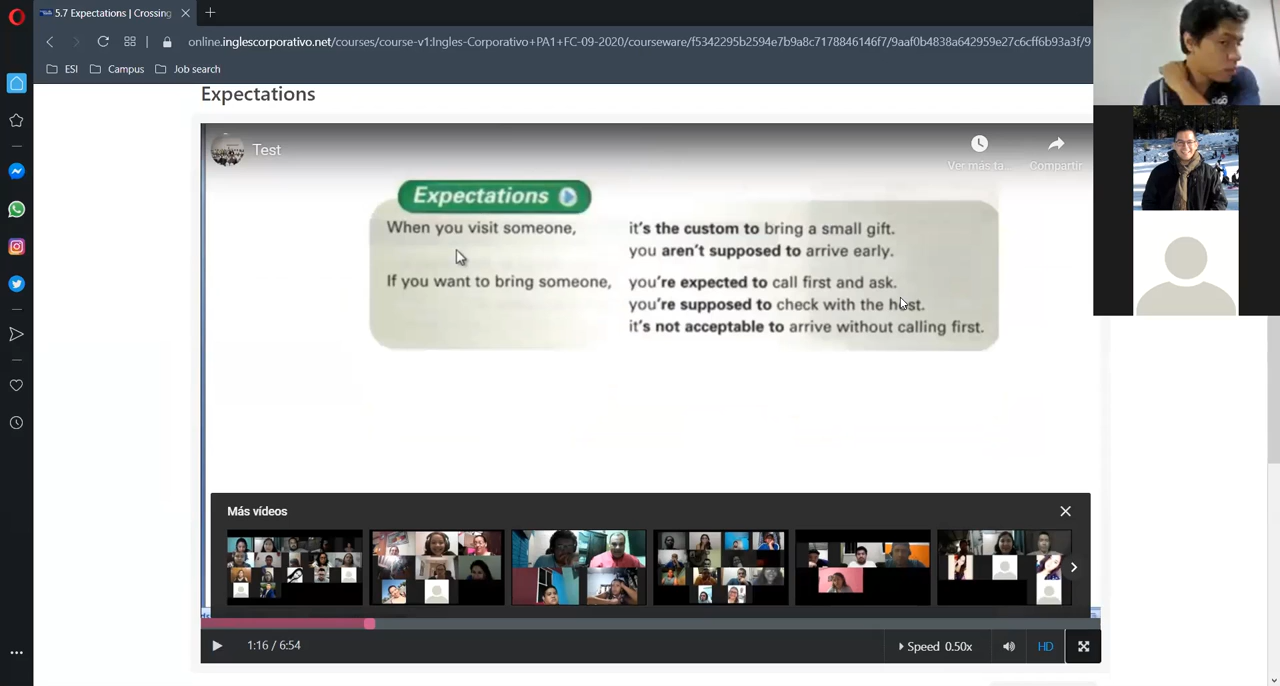 5.7 Expectations | Crossing
online.inglescorporativo.net/courses/course-v1:Ingles-Corporativo+PA1+FC-09-2020/courseware/f5342295b2594e7b9a8c7178846146f7/9aaf0b4838a642959e27c6cff6b93a3f/9
ESI Campus Job search
Expectations
Test
Ver más ta...
Compartir
Expectations
When you visit someone, it's the custom to bring a small gift.
you aren't supposed to arrive early.
If you want to bring someone, you're expected to call first and ask.
you're supposed to check with the host.
it's not acceptable to arrive without calling first.
Más vídeos
1:16 / 6:54 Speed 0.50x HD